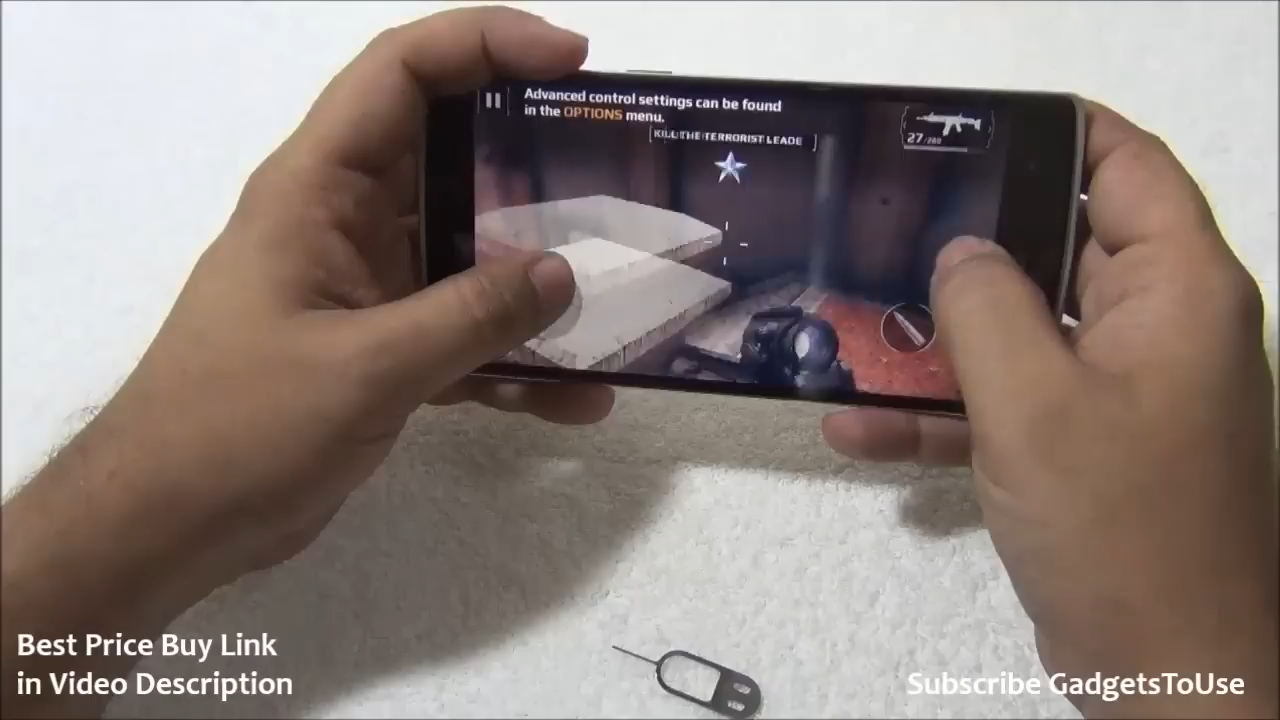 Advanced control settings can be found
in the OPTIONS menu.
KILL THE TERRORIST LEADE
27/280
Best Price Buy Link
in Video Description
Subscribe GadgetsToUse